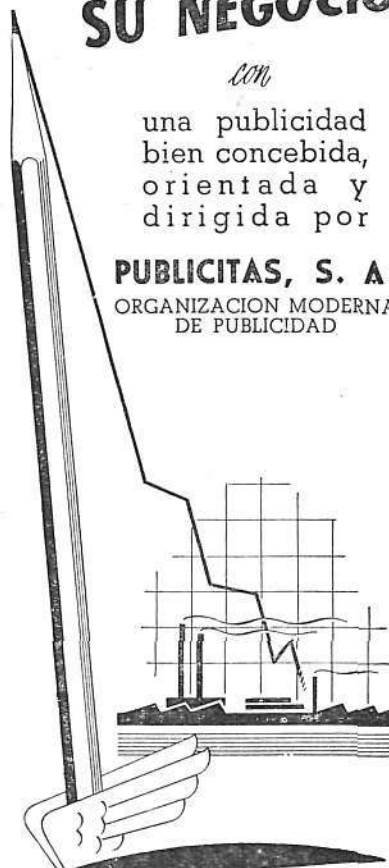 SU NEGOCIO
con
una publicidad
bien concebida,
orientada y
dirigida por
PUBLICITAS, S. A
ORGANIZACION MODERNA
DE PUBLICIDAD